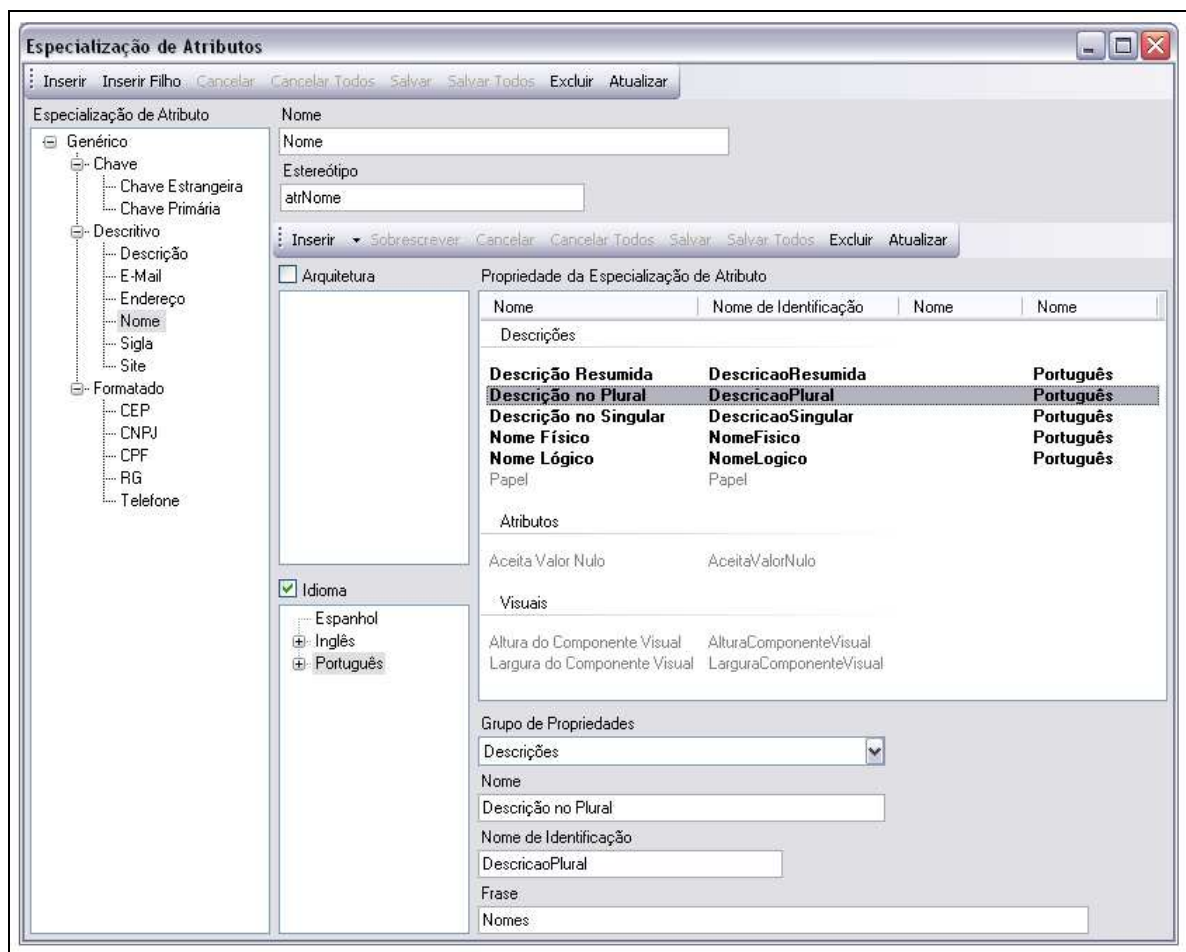 Especialização de Atributos
Inserir Inserir Filho Cancelar Cancelar Todos Salvar Salvar Todos Excluir Atualizar
Especialização de Atributo
Genérico
Chave
Chave Estrangeira
Chave Primária
Descritivo
Descrição
E-Mail
Endereço
Nome
Sigla
Site
Formatado
CEP
CNPJ
CPF
RG
Telefone
Nome
Nome
Estereótipo
atrNome
Inserir Sobrescrever Cancelar Cancelar Todos Salvar Salvar Todos Excluir Atualizar
Arquitetura
Idioma
Espanhol
Inglês
Português
Propriedade da Especialização de Atributo
Nome Nome de Identificação Nome Nome
Descrições
Descrição Resumida DescricaoResumida Português
Descrição no Plural DescricaoPlural Português
Descrição no Singular DescricaoSingular Português
Nome Físico NomeFisico Português
Nome Lógico NomeLogico Português
Papel Papel
Atributos
Aceita Valor Nulo AceitaValorNulo
Visuais
Altura do Componente Visual AlturaComponenteVisual
Largura do Componente Visual LarguraComponenteVisual
Grupo de Propriedades
Descrições
Nome
Descrição no Plural
Nome de Identificação
DescricaoPlural
Frase
Nomes